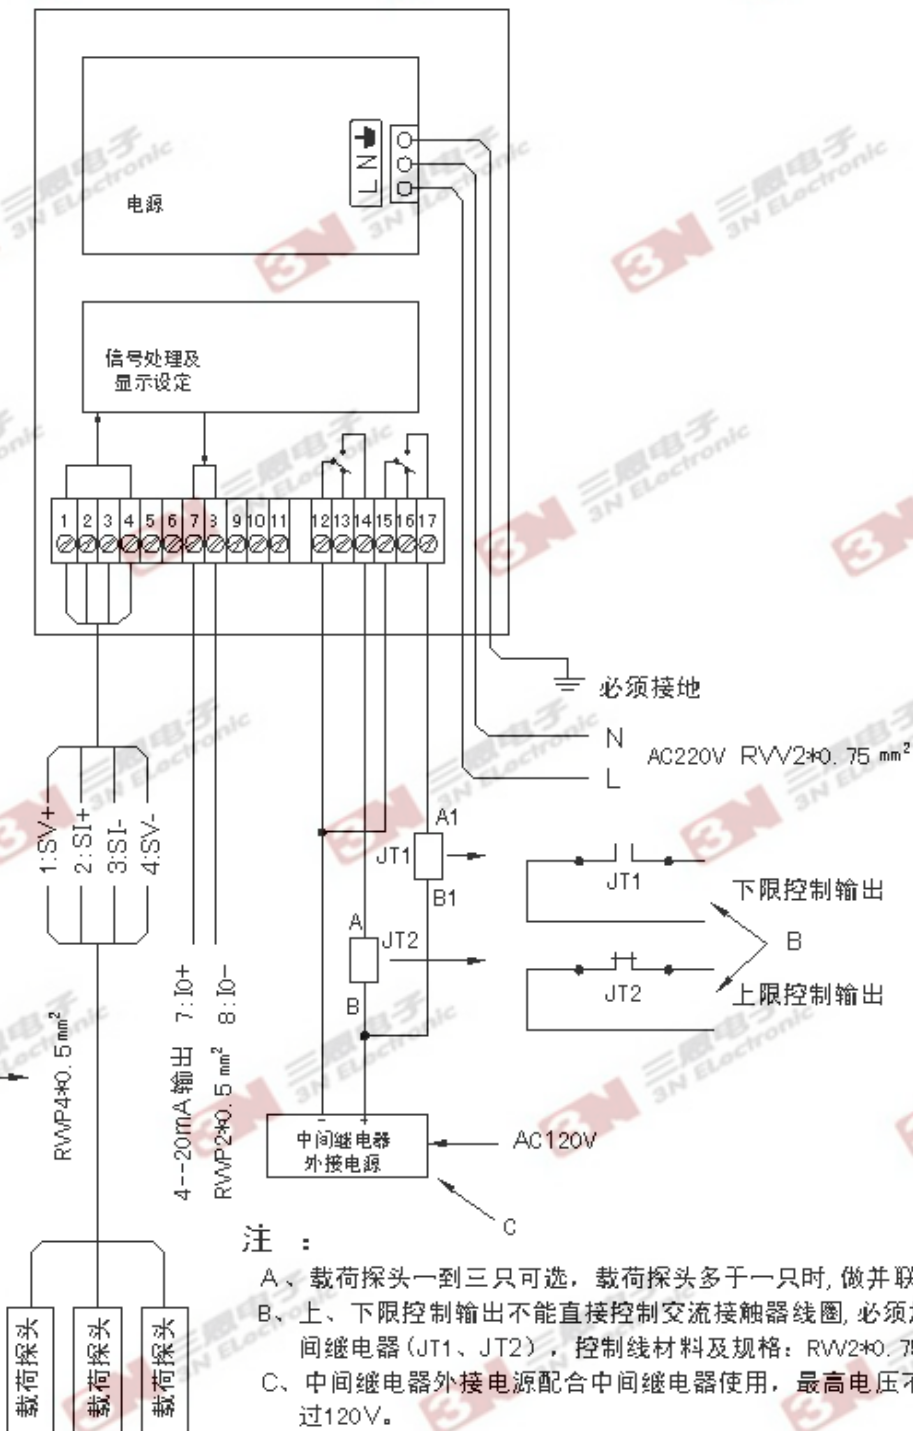 L N
电源
信号处理及
显示设定
1 2 3 4 5 6 7 8 9 10 11 12 13 14 15 16 17
必须接地
N
L
AC220V RVV2*0.75 mm²
1:SV+
2:SI+
3:SI-
4:SV-
A1
JT1
B1
A
JT2
B
JT1
下限控制输出
B
JT2
上限控制输出
RVVP4*0.5mm²
4--20mA输出 7:IO+
RVVP2*0.5mm² 8:IO-
- +
中间继电器
外接电源
AC120V
C
注 :
A、载荷探头一到三只可选, 载荷探头多于一只时, 做并联
B、上、下限控制输出不能直接控制交流接触器线圈, 必须
间继电器(JT1、JT2), 控制线材料及规格: RVV2*0.75
C、中间继电器外接电源配合中间继电器使用, 最高电压不
过120V。
载荷探头
载荷探头
载荷探头
3N 三恩电子
3N Electronic